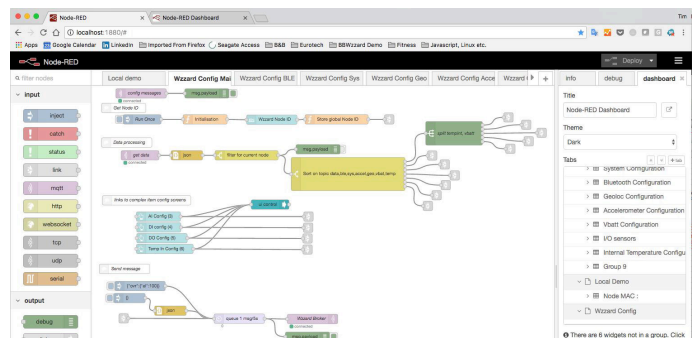 Node-RED
Node-RED Dashboard
Tim
localhost:1880/#
Apps
Google Calendar
LinkedIn
Imported From Firefox
Seagate Access
B&B
Eurotech
BBWzzard Demo
Fitness
Javascript, Linux etc.
Node-RED
Deploy
filter nodes
Local demo
Wzzard Config Mai
Wzzard Config BLE
Wzzard Config Sys
Wzzard Config Geo
Wzzard Config Acce
Wzzard
info
debug
dashboard
input
inject
catch
status
link
mqtt
http
websocket
tcp
udp
serial
output
debug
config messages
msg.payload
connected
Get Node ID
Run Once
Initialisation
Wzzard Node ID
Store global Node ID
Data processing
get data
connected
json
filter for current node
msg.payload
Sort on topic data,ble,sys,accel,geo,vbat,temp
split tempint, vbatt
links to complex item config screens
ui control
AI Config (3)
DI config (4)
DO Config (5)
Temp In Config (6)
Send message
json
queue 1 msg/5s
Wzzard Broker
connected
msg.payload
Title
Node-RED Dashboard
Theme
Dark
Tabs
+ tab
System Configuration
Bluetooth Configuration
Geoloc Configuration
Accelerometer Configuration
Vbatt Configuration
I/O sensors
Internal Temperature Configu
Group 9
Local Demo
Node MAC :
Wzzard Config
There are 6 widgets not in a group. Click